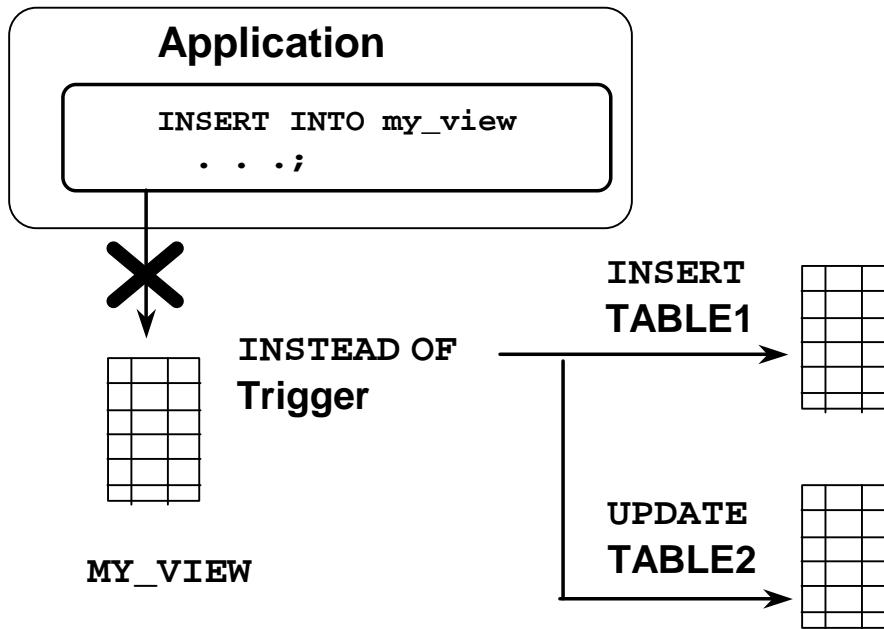 Application
INSERT INTO my_view
. . .;
INSERT
TABLE1
INSTEAD OF
Trigger
UPDATE
TABLE2
MY_VIEW